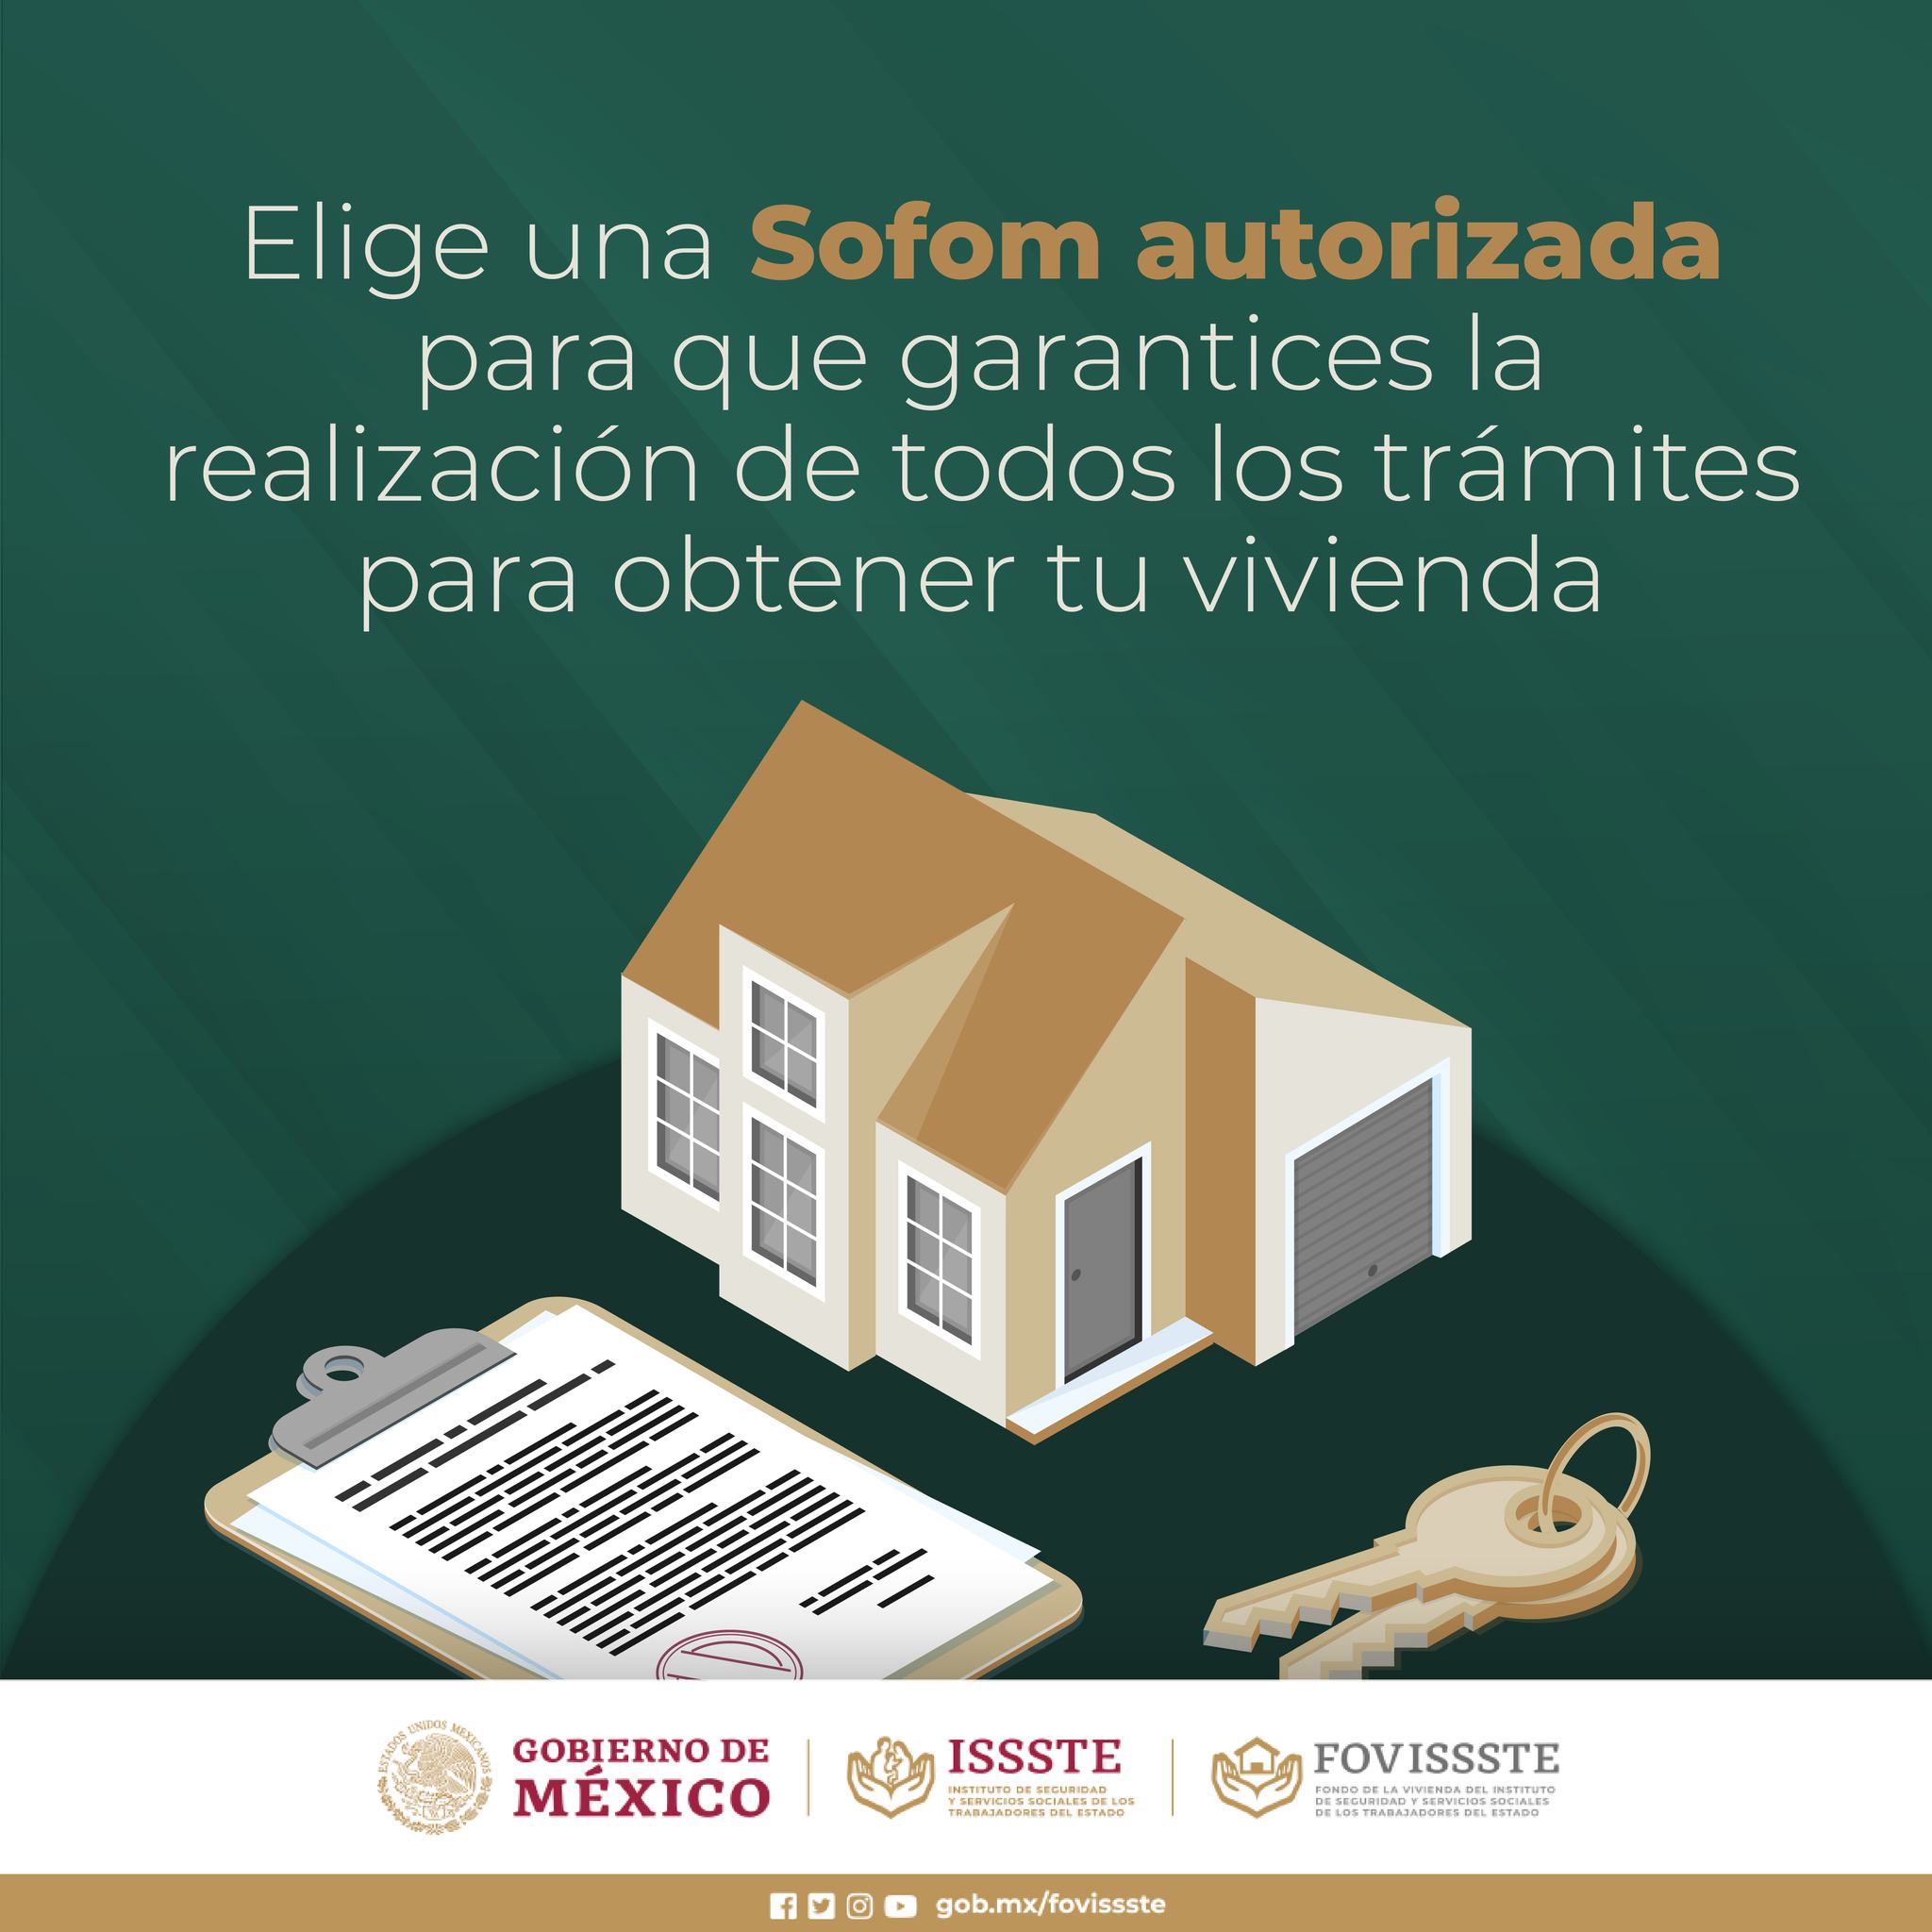 Elige una Sofom autorizada
para que garantices la
realización de todos los trámites
para obtener tu vivienda
ESTADOS UNIDOS MEXICANOS
GOBIERNO DE
MÉXICO
ISSSTE
INSTITUTO DE SEGURIDAD
Y SERVICIOS SOCIALES DE LOS
TRABAJADORES DEL ESTADO
FOVISSSTE
FONDO DE LA VIVIENDA DEL INSTITUTO
DE SEGURIDAD Y SERVICIOS SOCIALES
DE LOS TRABAJADORES DEL ESTADO
gob.mx/fovissste